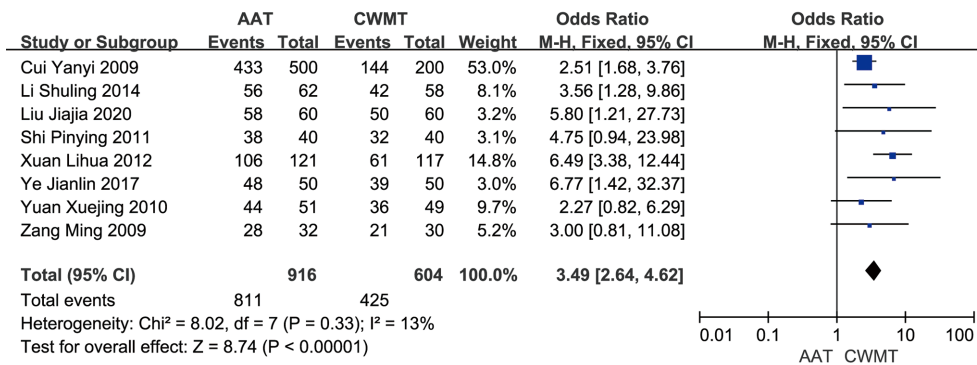 AAT CWMT Odds Ratio Odds Ratio
Study or Subgroup Events Total Events Total Weight M-H, Fixed, 95% CI M-H, Fixed, 95% CI
Cui Yanyi 2009 433 500 144 200 53.0% 2.51 [1.68, 3.76]
Li Shuling 2014 56 62 42 58 8.1% 3.56 [1.28, 9.86]
Liu Jiajia 2020 58 60 50 60 3.2% 5.80 [1.21, 27.73]
Shi Pinying 2011 38 40 32 40 3.1% 4.75 [0.94, 23.98]
Xuan Lihua 2012 106 121 61 117 14.8% 6.49 [3.38, 12.44]
Ye Jianlin 2017 48 50 39 50 3.0% 6.77 [1.42, 32.37]
Yuan Xuejing 2010 44 51 36 49 9.7% 2.27 [0.82, 6.29]
Zang Ming 2009 28 32 21 30 5.2% 3.00 [0.81, 11.08]
Total (95% CI) 916 604 100.0% 3.49 [2.64, 4.62]
Total events 811 425
Heterogeneity: Chi² = 8.02, df = 7 (P = 0.33); I² = 13%
Test for overall effect: Z = 8.74 (P < 0.00001)
0.01 0.1 1 10 100
AAT CWMT